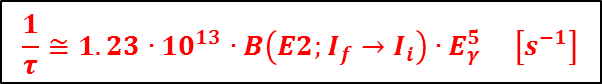 1/τ ≅ 1.23 · 10¹³ · B(E2; I_f → I_i) · E_γ⁵ [s⁻¹]